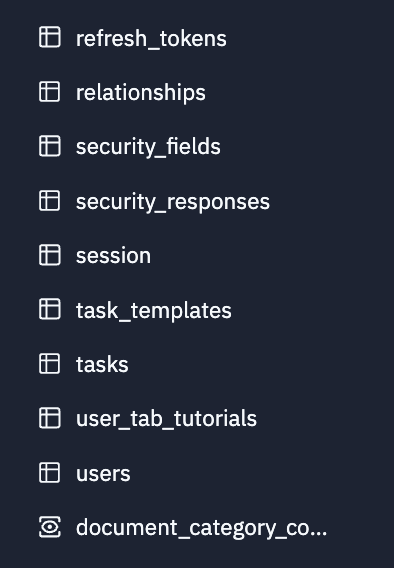 refresh_tokens
relationships
security_fields
security_responses
session
task_templates
tasks
user_tab_tutorials
users
document_category_co...